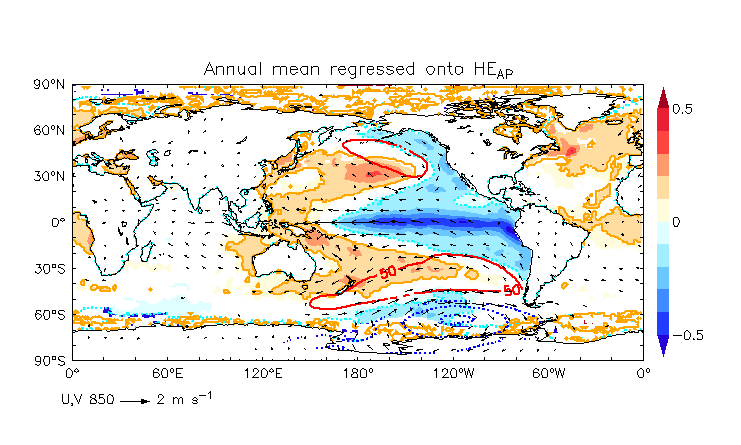 Annual mean regressed onto HE_AP
90°N
60°N
30°N
0°
30°S
60°S
90°S
0°
60°E
120°E
180°
120°W
60°W
0°
50
50
0.5
0
−0.5
U,V 850 2 m s⁻¹